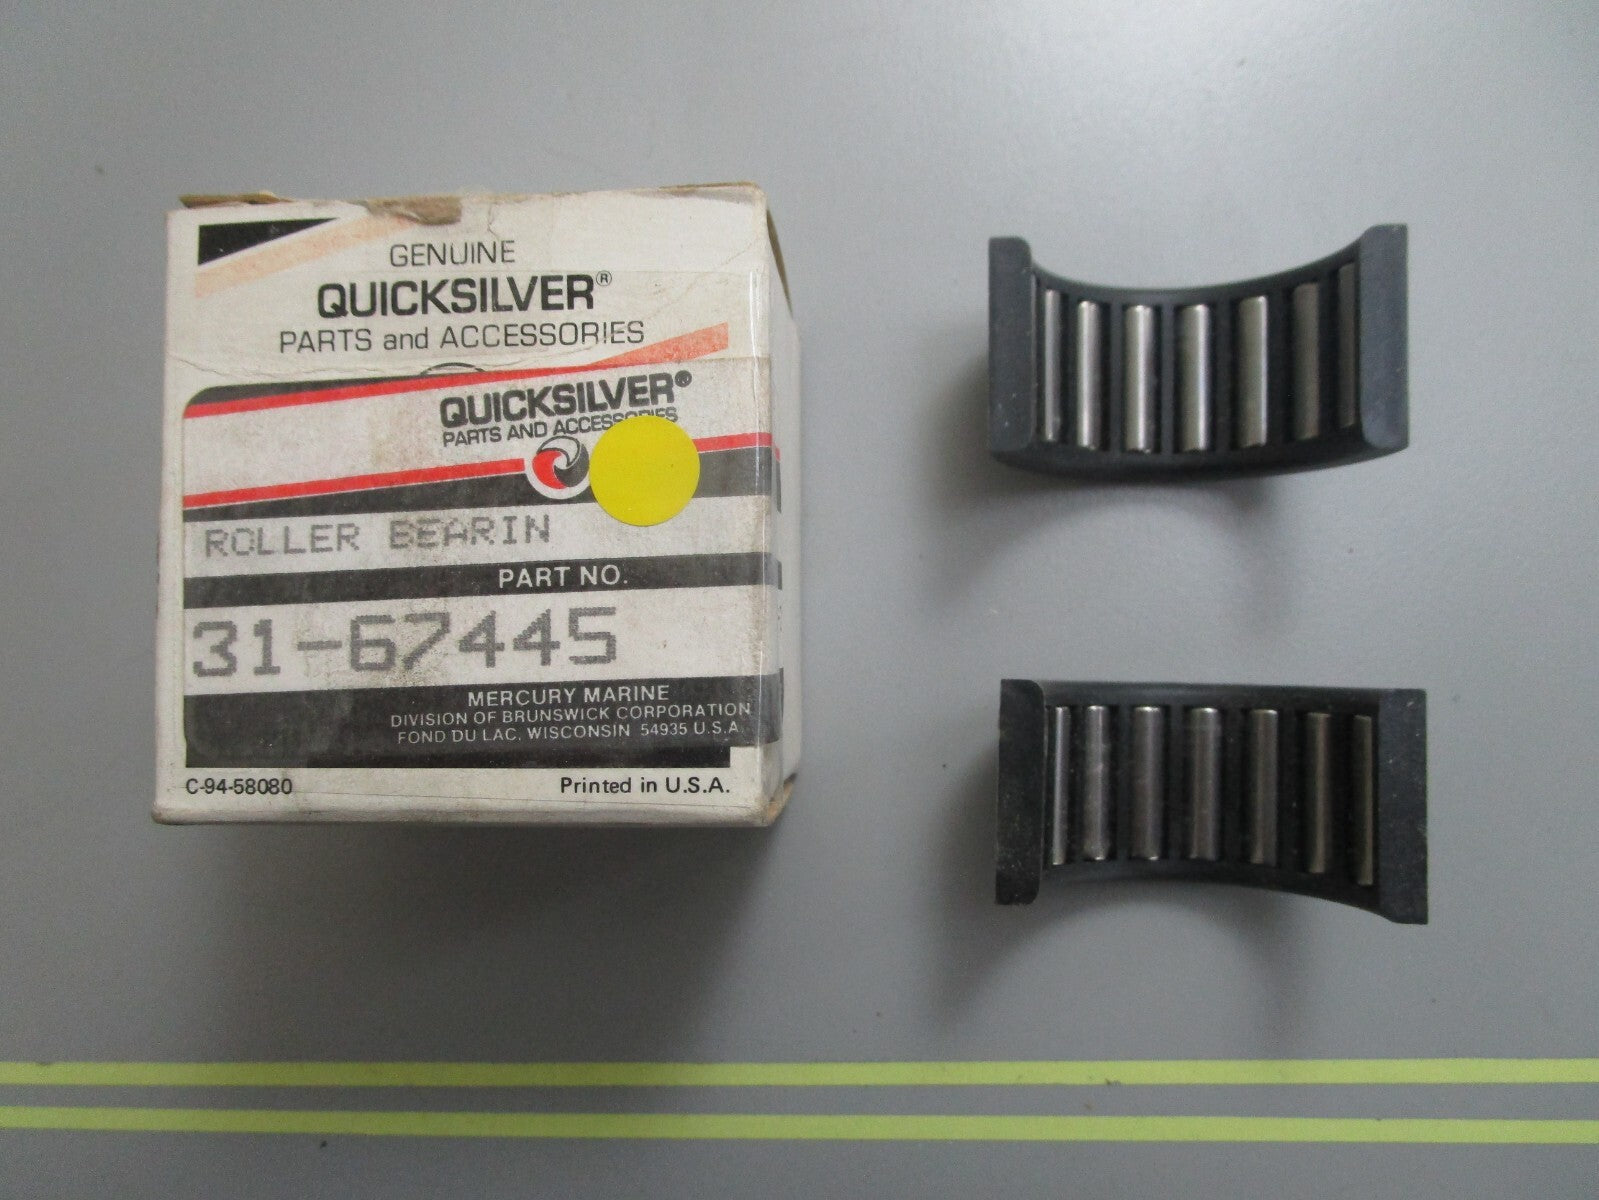 GENUINE
QUICKSILVER®
PARTS and ACCESSORIES
QUICKSILVER®
PARTS AND ACCESSORIES
ROLLER BEARIN
PART NO.
31-67445
MERCURY MARINE
DIVISION OF BRUNSWICK CORPORATION
FOND DU LAC, WISCONSIN 54935 U.S.A.
C-94-58080
Printed in U.S.A.